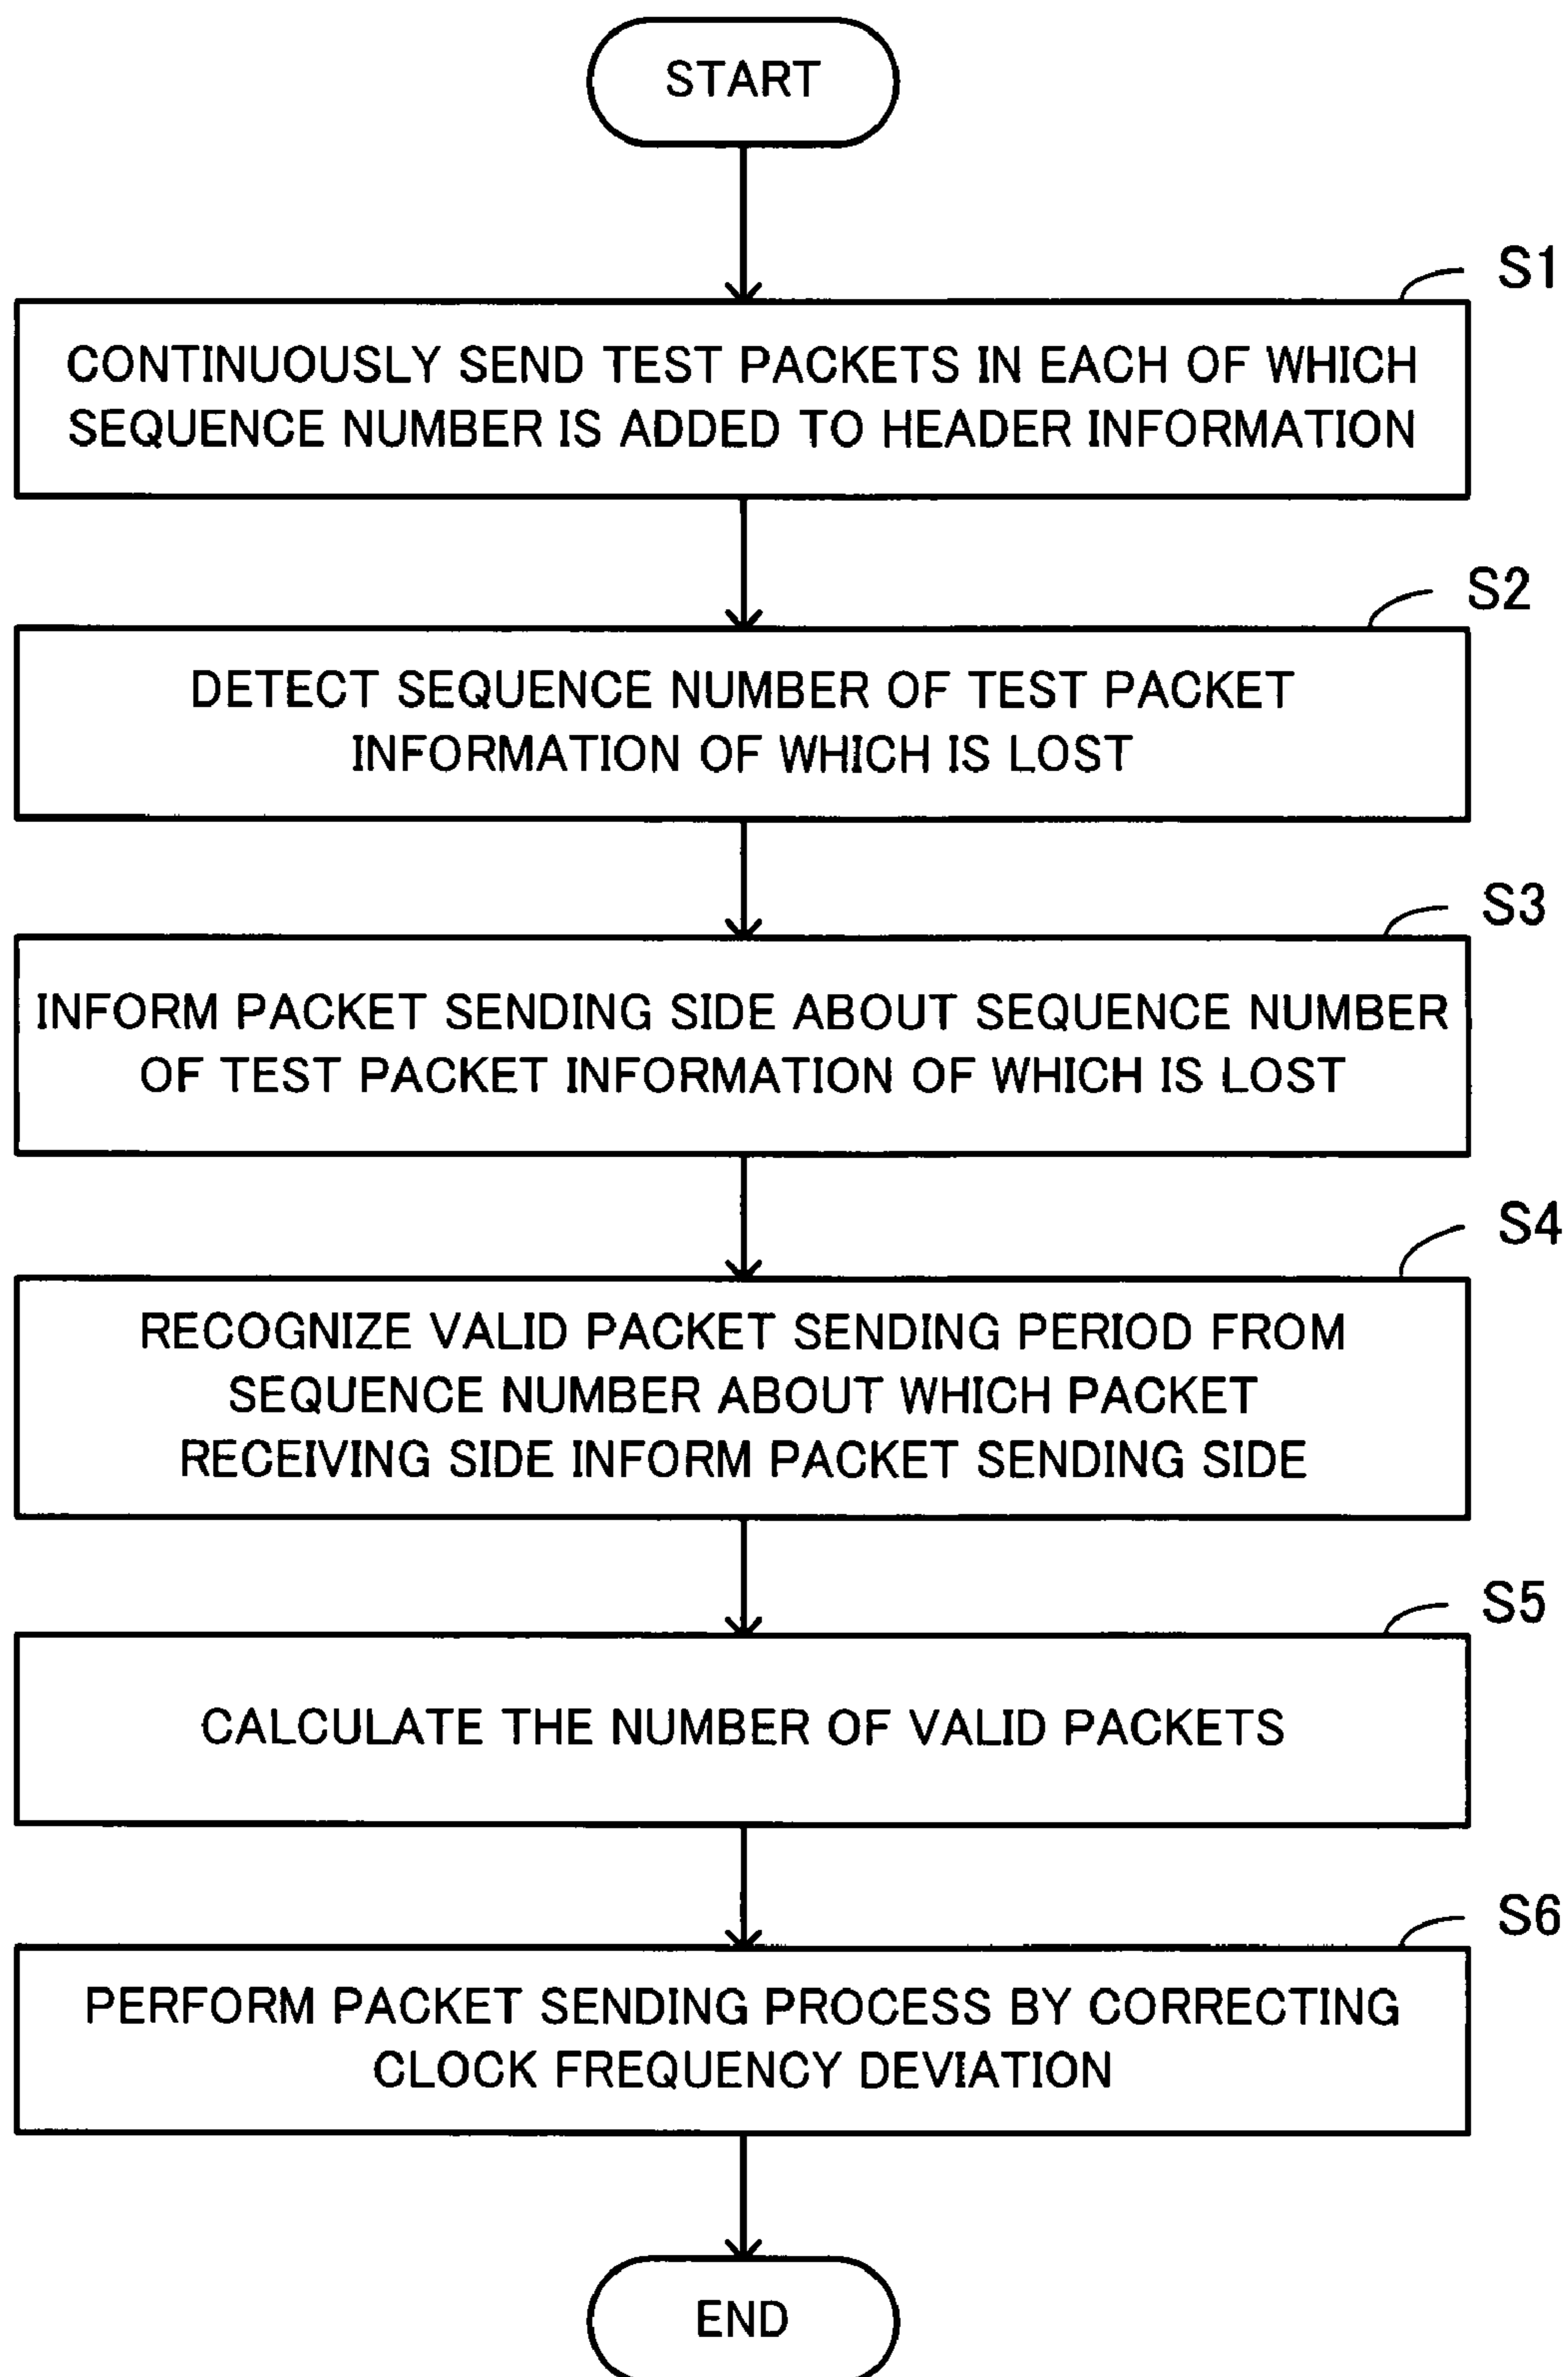 START
S1
CONTINUOUSLY SEND TEST PACKETS IN EACH OF WHICH
SEQUENCE NUMBER IS ADDED TO HEADER INFORMATION
S2
DETECT SEQUENCE NUMBER OF TEST PACKET
INFORMATION OF WHICH IS LOST
S3
INFORM PACKET SENDING SIDE ABOUT SEQUENCE NUMBER
OF TEST PACKET INFORMATION OF WHICH IS LOST
S4
RECOGNIZE VALID PACKET SENDING PERIOD FROM
SEQUENCE NUMBER ABOUT WHICH PACKET
RECEIVING SIDE INFORM PACKET SENDING SIDE
S5
CALCULATE THE NUMBER OF VALID PACKETS
S6
PERFORM PACKET SENDING PROCESS BY CORRECTING
CLOCK FREQUENCY DEVIATION
END